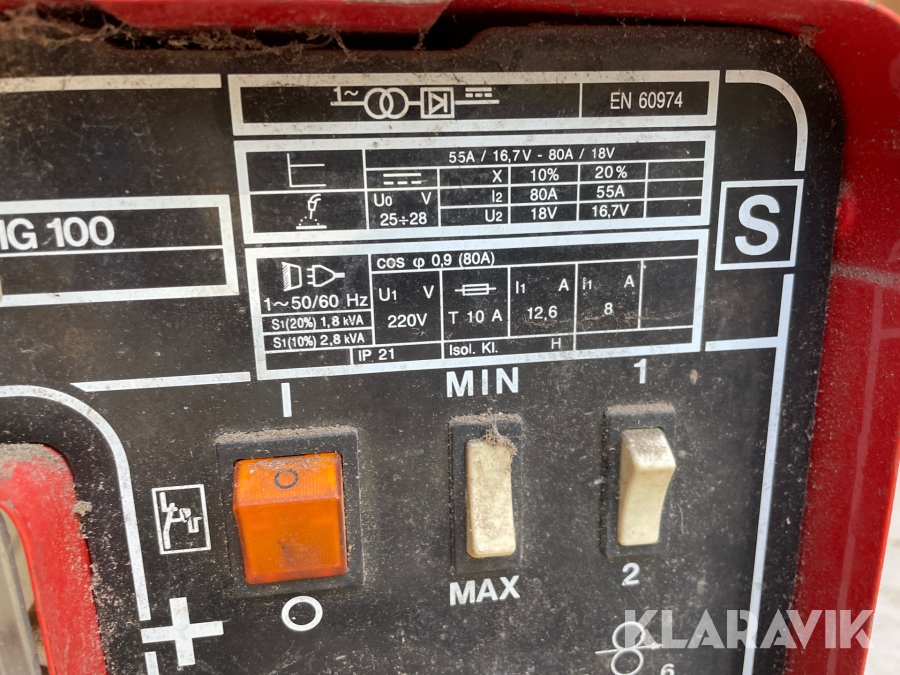 1~ EN 60974
55A / 16,7V - 80A / 18V
X 10% 20%
U0 V I2 80A 55A
25÷28 U2 18V 16,7V
S
IG 100
cos φ 0,9 (80A)
1~50/60 Hz U1 V I1 A I1 A
S1(20%) 1,8 kVA 220V T 10 A 12,6 8
S1(10%) 2,8 kVA
IP 21 Isol. Kl. H
I MIN 1
O
O MAX 2
+
KLARAVIK
6